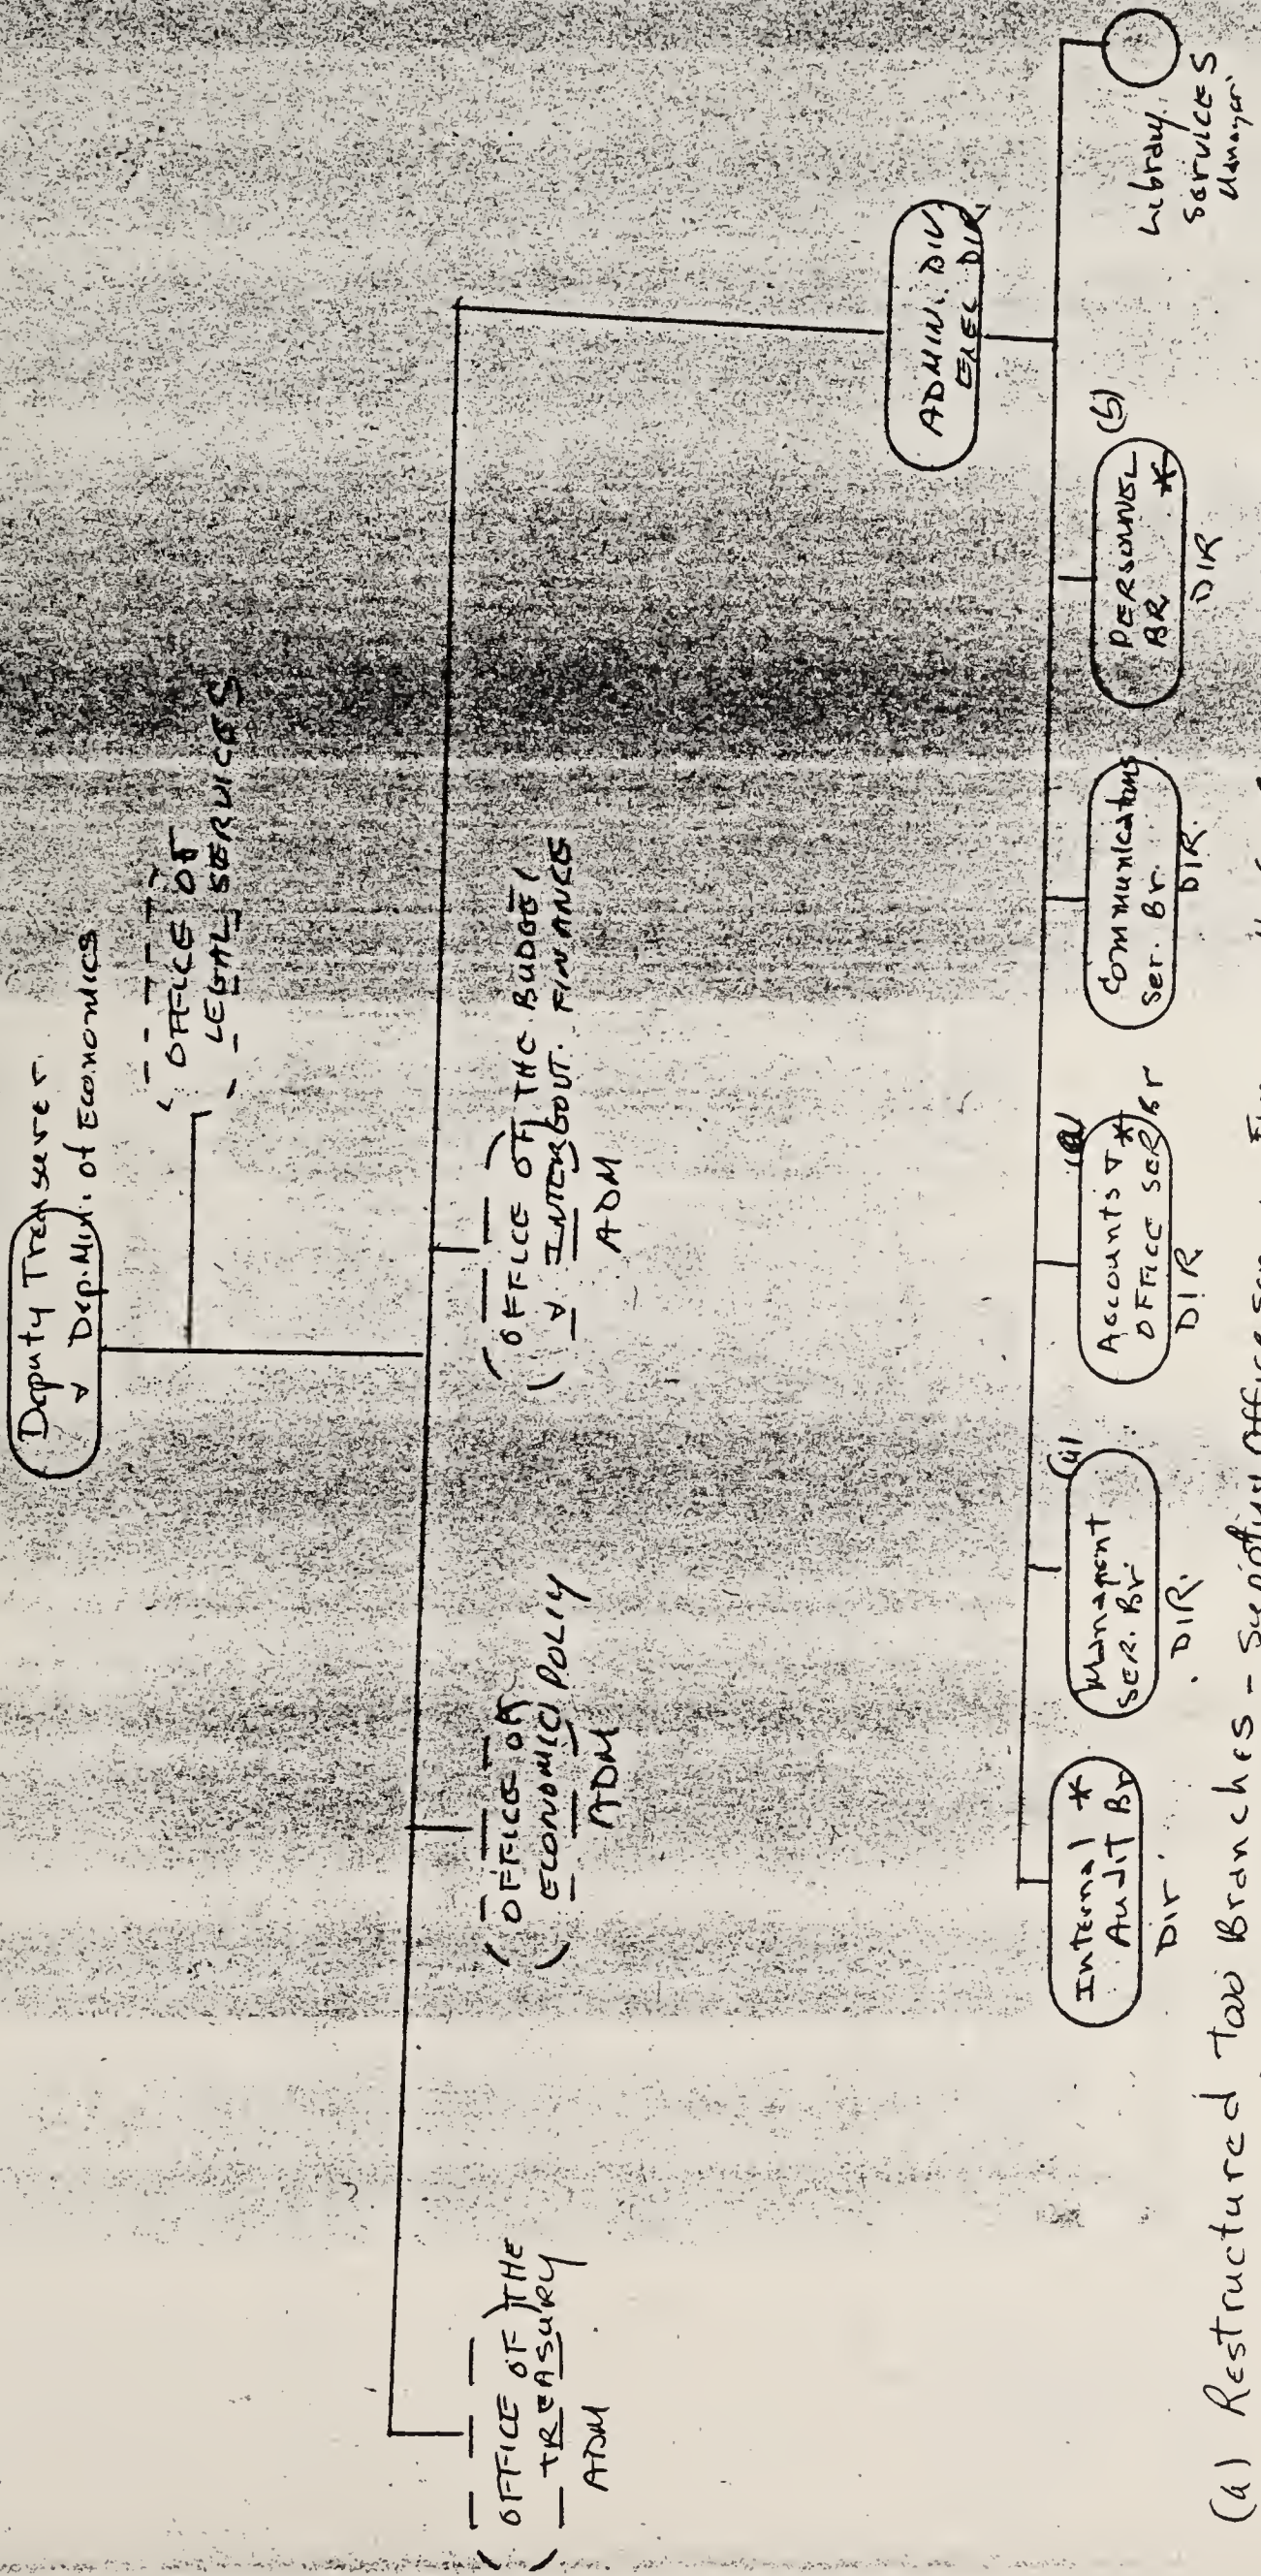 Deputy Treasurer
& Dep. Min. of Economics
OFFICE OF
LEGAL SERVICES
(OFFICE OF THE
TREASURY
ADM
(OFFICE OF
ECONOMIC POLICY
ADM
(OFFICE OF THE BUDGET
& INTERGOVT. FINANCE
ADM
ADMIN. DIV.
EXEC DIR.
Internal *
Audit Br
Dir.
(a)
Management
SER. Br.
DIR.
(a)
Accounts & *
OFFICE SER Br
DIR
Communications
Ser. Br.
DIR.
(b)
PERSONNEL
BR *
DIR
Library
SERVICES
Manager
(a) Restructured two Branches - Supply & Office Services